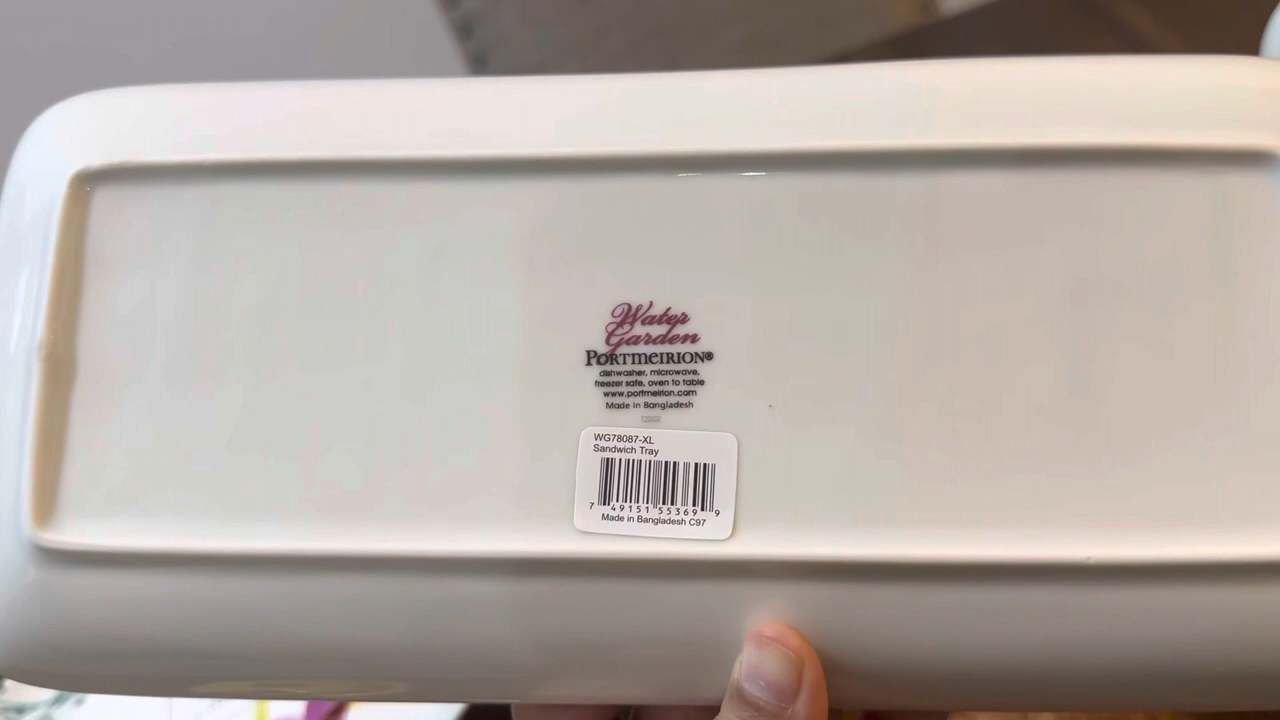 Water
Garden
PORTMEIRION®
dishwasher, microwave,
freezer safe, oven to table
www.portmeirion.com
Made in Bangladesh
WG78087-XL
Sandwich Tray
7 49151 55369 9
Made in Bangladesh C97